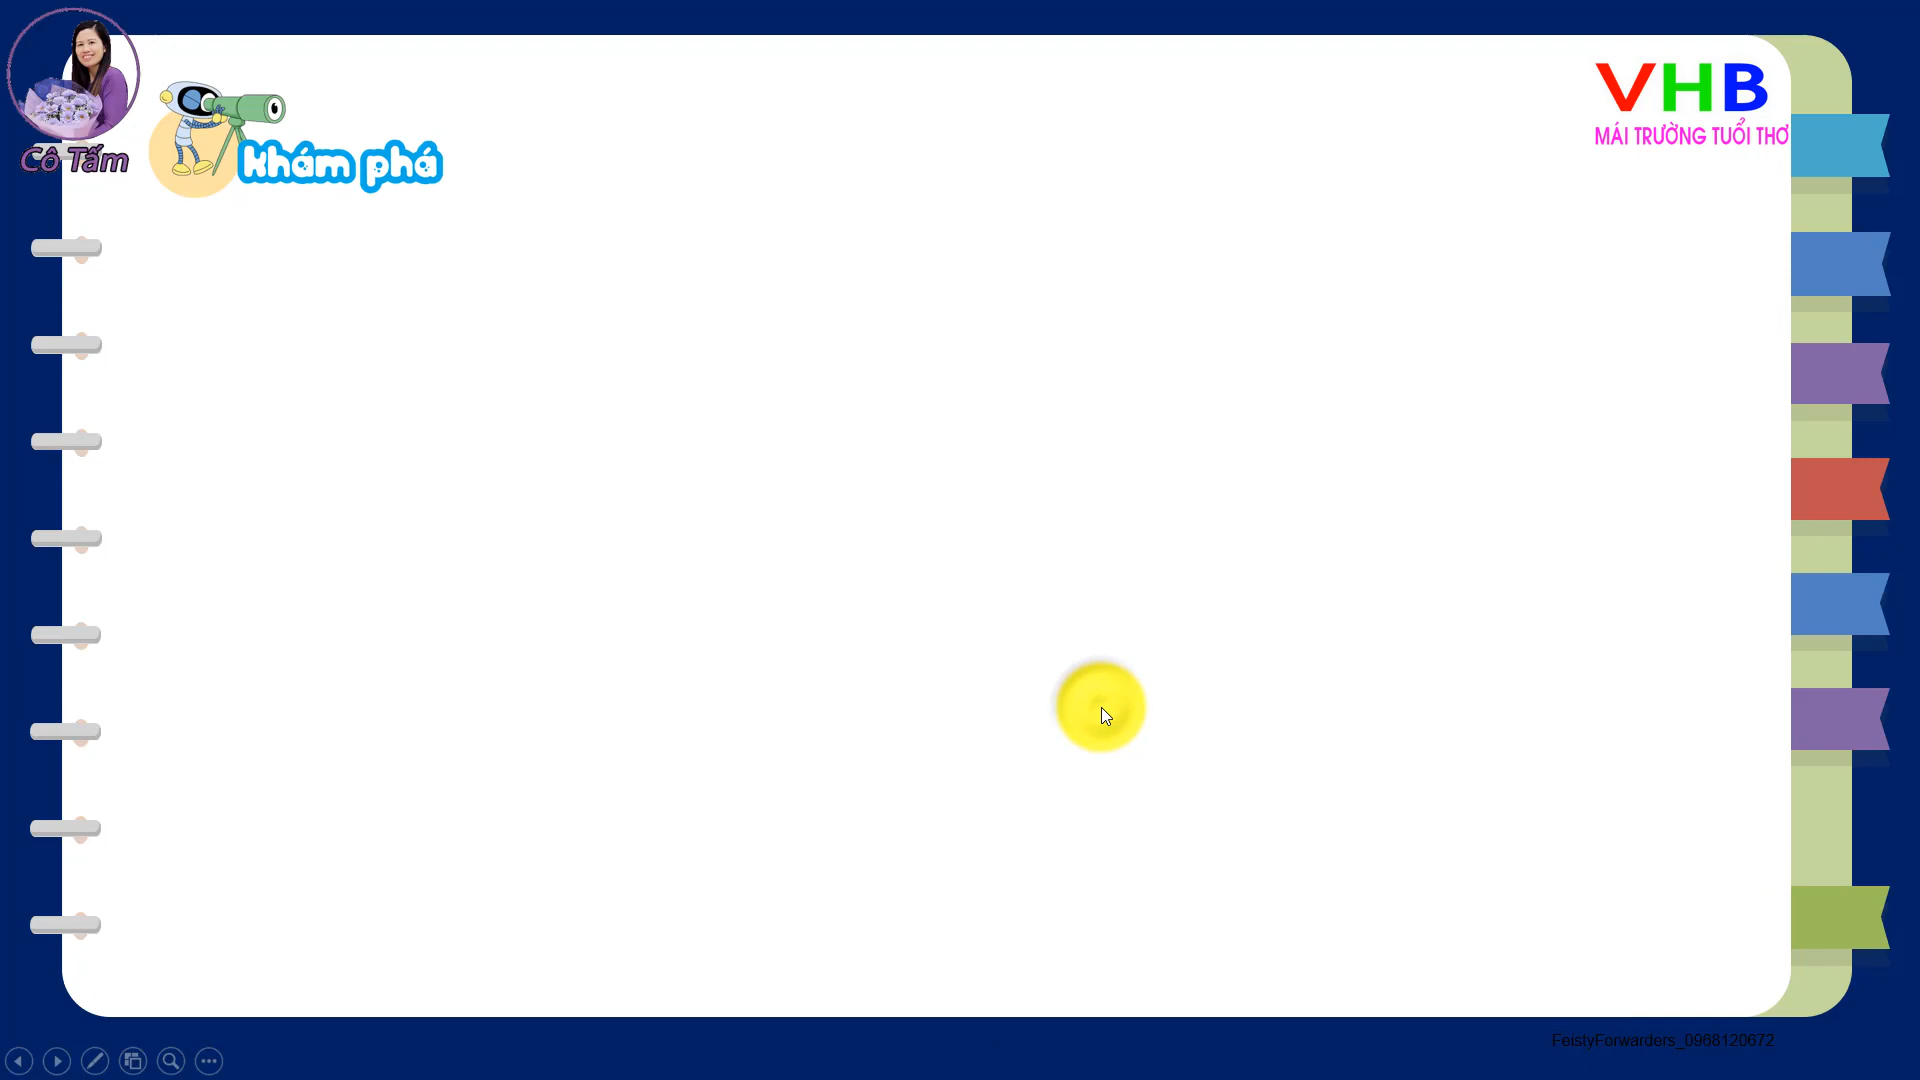 VHB
MÁI TRƯỜNG TUỔI THƠ
Cô Tấm
khám phá
FeistyForwarders_0968120672